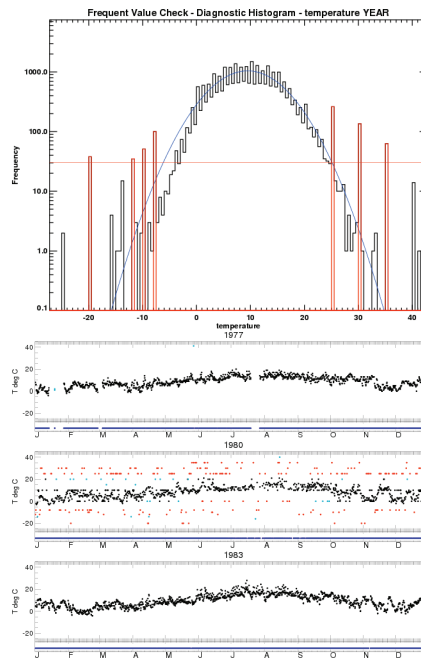 Frequent Value Check - Diagnostic Histogram - temperature YEAR
1000.0
100.0
10.0
1.0
0.1
Frequency
-20 -10 0 10 20 30 40
temperature
1977
40
20
0
-20
T deg C
J F M A M J J A S O N D
1980
40
20
0
-20
T deg C
J F M A M J J A S O N D
1983
40
20
0
-20
T deg C
J F M A M J J A S O N D